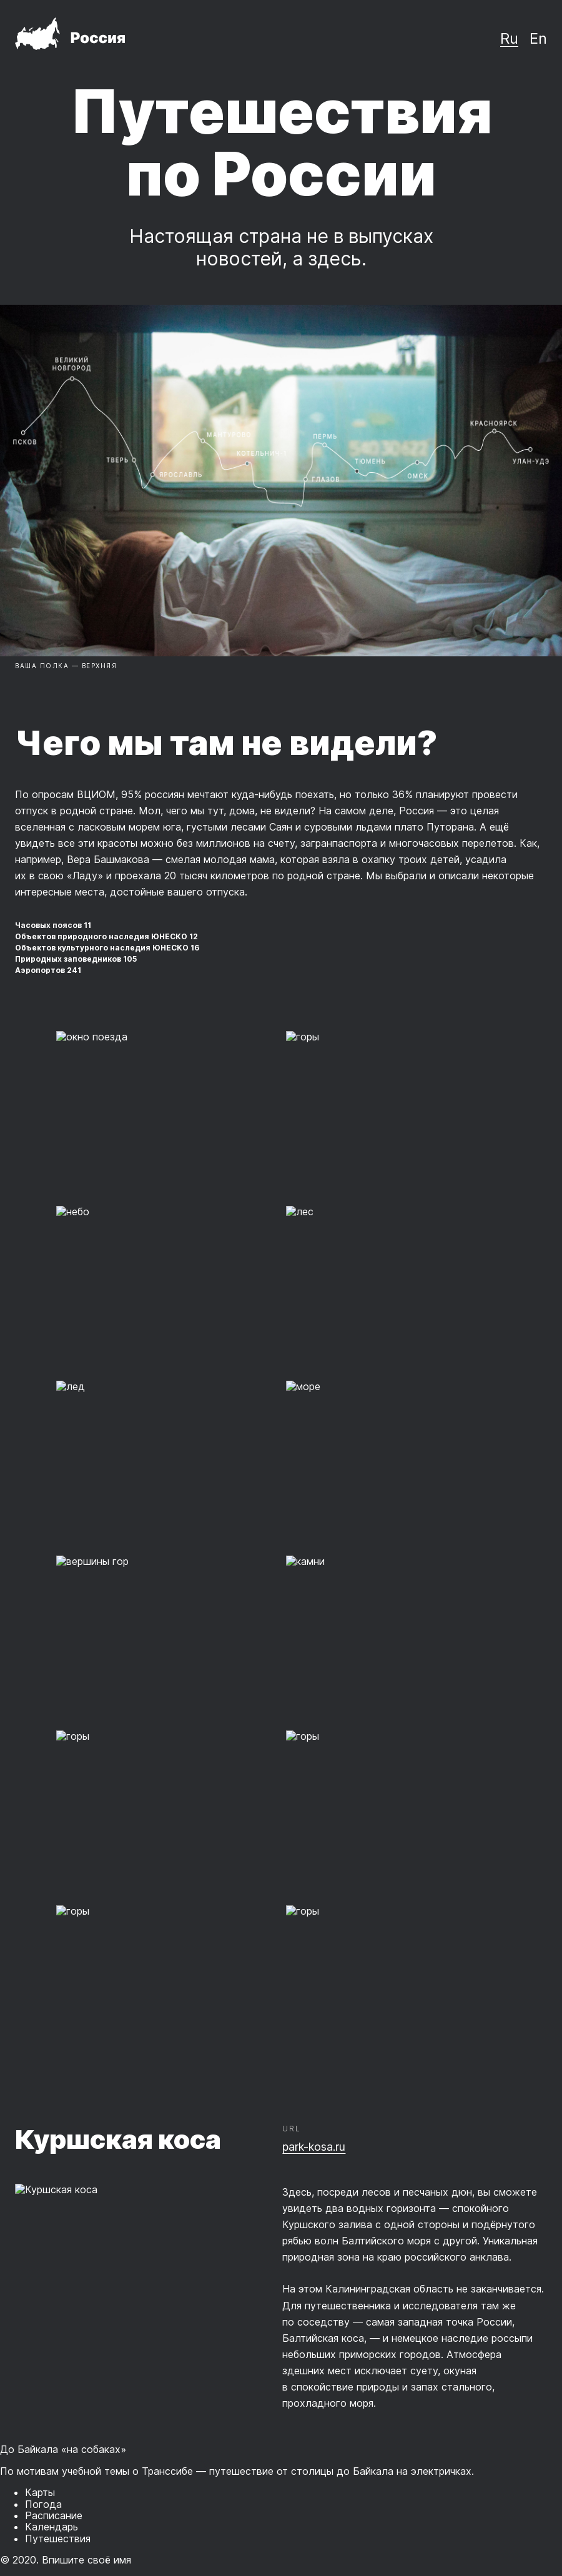 Россия
Ru En
Путешествия
по России
Настоящая страна не в выпусках
новостей, а здесь.
ВЕЛИКИЙ
НОВГОРОД
ПСКОВ
ТВЕРЬ
ЯРОСЛАВЛЬ
ПЕРМЬ
ГЛАЗОВ
ТЮМЕНЬ
ОМСК
КРАСНОЯРСК
УЛАН-УДЭ
ВАША ПОЛКА — ВЕРХНЯЯ
Чего мы там не видели?
По опросам ВЦИОМ, 95% россиян мечтают куда-нибудь поехать, но только 36% планируют провести
отпуск в родной стране. Мол, чего мы тут, дома, не видели? На самом деле, Россия — это целая
вселенная с ласковым морем юга, густыми лесами Саян и суровыми льдами плато Путорана. А ещё
увидеть все эти красоты можно без миллионов на счету, загранпаспорта и многочасовых перелетов. Как,
например, Вера Башмакова — смелая молодая мама, которая взяла в охапку троих детей, усадила
их в свою «Ладу» и проехала 20 тысяч километров по родной стране. Мы выбрали и описали некоторые
интересные места, достойные вашего отпуска.
Часовых поясов 11
Объектов природного наследия ЮНЕСКО 12
Объектов культурного наследия ЮНЕСКО 16
Природных заповедников 105
Аэропортов 241
окно поезда
горы
небо
лес
лед
море
вершины гор
камни
горы
горы
горы
горы
Куршская коса
URL
park-kosa.ru
Куршская коса
Здесь, посреди лесов и песчаных дюн, вы сможете
увидеть два водных горизонта — спокойного
Куршского залива с одной стороны и подёрнутого
рябью волн Балтийского моря с другой. Уникальная
природная зона на краю российского анклава.
На этом Калининградская область не заканчивается.
Для путешественника и исследователя там же
по соседству — самая западная точка России,
Балтийская коса, — и немецкое наследие россыпи
небольших приморских городов. Атмосфера
здешних мест исключает суету, окуная
в спокойствие природы и запах стального,
прохладного моря.
До Байкала «на собаках»
По мотивам учебной темы о Транссибе — путешествие от столицы до Байкала на электричках.
Карты
Погода
Расписание
Календарь
Путешествия
© 2020. Впишите своё имя